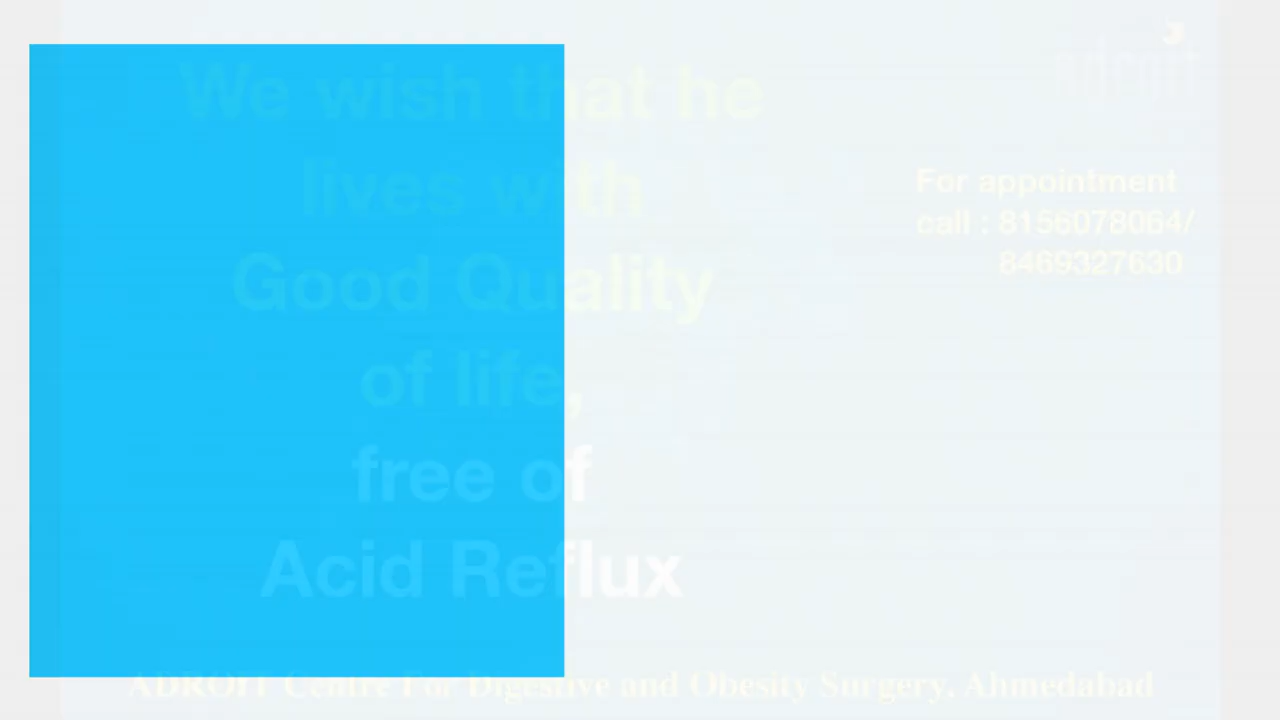 adroit
We wish that he
lives with
Good Quality
of life,
free of
Acid Reflux
For appointment
call : 8156078064/
8469327630
ADROIT Centre For Digestive and Obesity Surgery, Ahmedabad